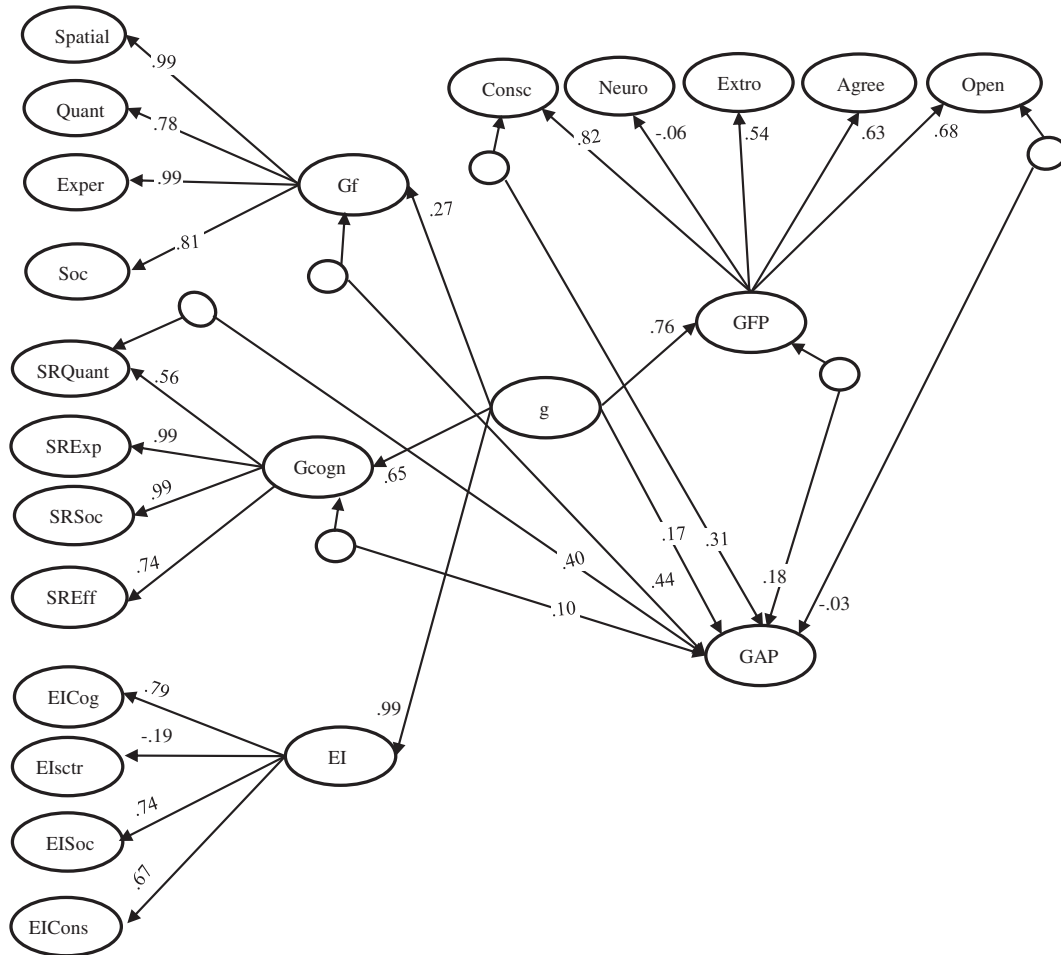 Spatial
.99
Quant
.78
Exper
.99
Soc
.81
Gf
.27
Consc
Neuro
Extro
Agree
Open
.82
-.06
.54
.63
.68
GFP
.76
g
SRQuant
.56
SRExp
.99
SRSoc
.99
SREff
.74
Gcogn
.65
.40
.10
.44
.17
.31
.18
-.03
GAP
EICog
.79
EIsctr
-.19
EISoc
.74
EICons
.67
EI
.99